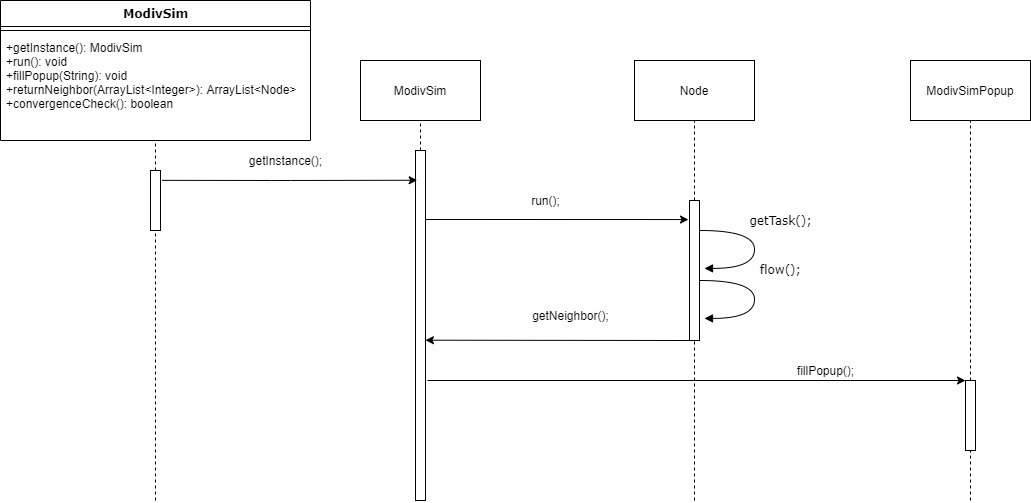 ModivSim
+getInstance(): ModivSim
+run(): void
+fillPopup(String): void
+returnNeighbor(ArrayList<Integer>): ArrayList<Node>
+convergenceCheck(): boolean
ModivSim
Node
ModivSimPopup
getInstance();
run();
getTask();
flow();
getNeighbor();
fillPopup();